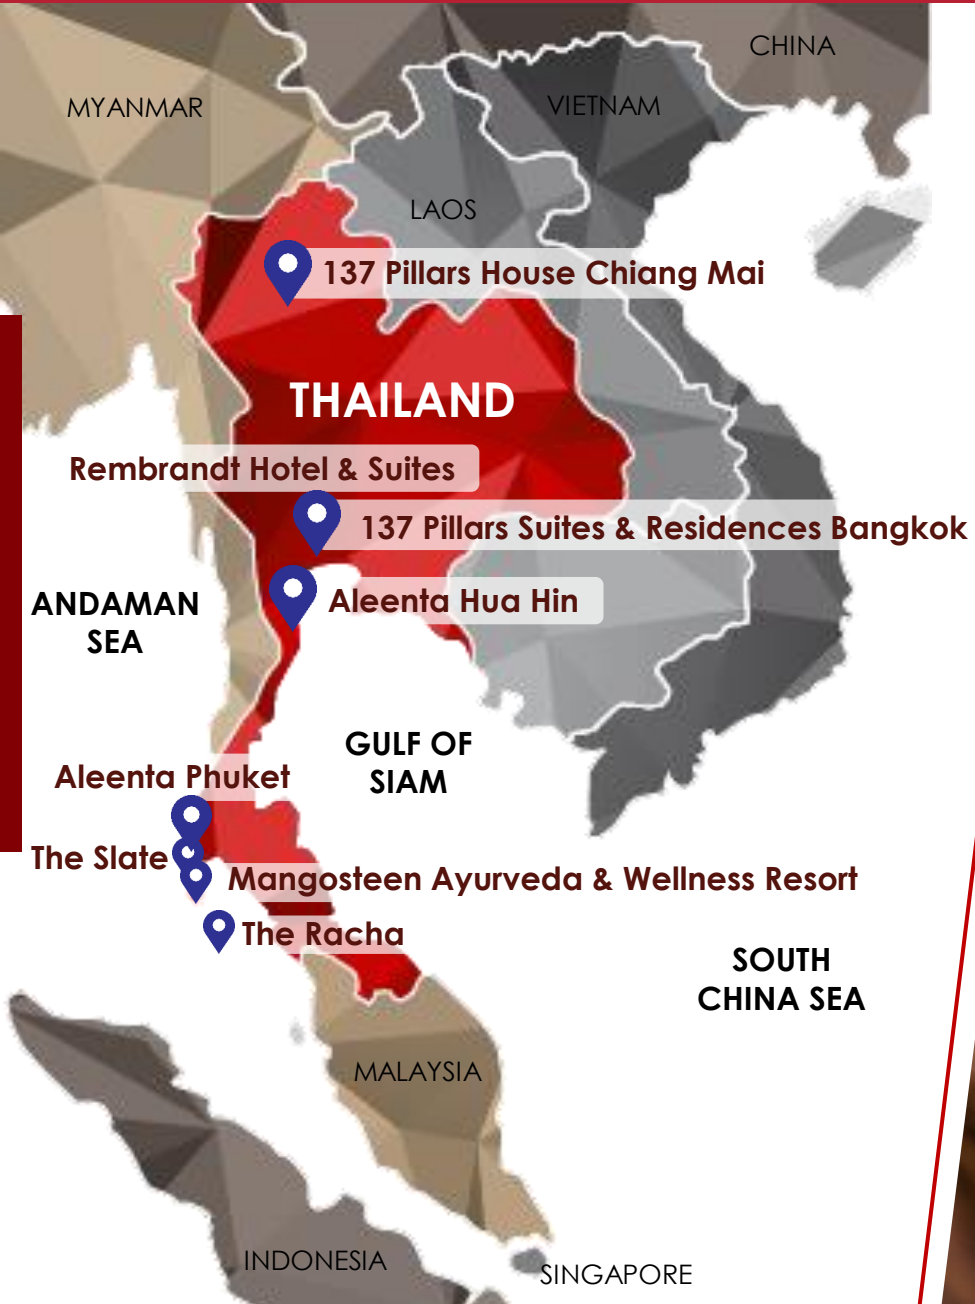 CHINA
MYANMAR
VIETNAM
LAOS
137 Pillars House Chiang Mai
THAILAND
Rembrandt Hotel & Suites
137 Pillars Suites & Residences Bangkok
Aleenta Hua Hin
ANDAMAN
SEA
GULF OF
SIAM
Aleenta Phuket
The Slate
Mangosteen Ayurveda & Wellness Resort
The Racha
SOUTH
CHINA SEA
MALAYSIA
INDONESIA
SINGAPORE